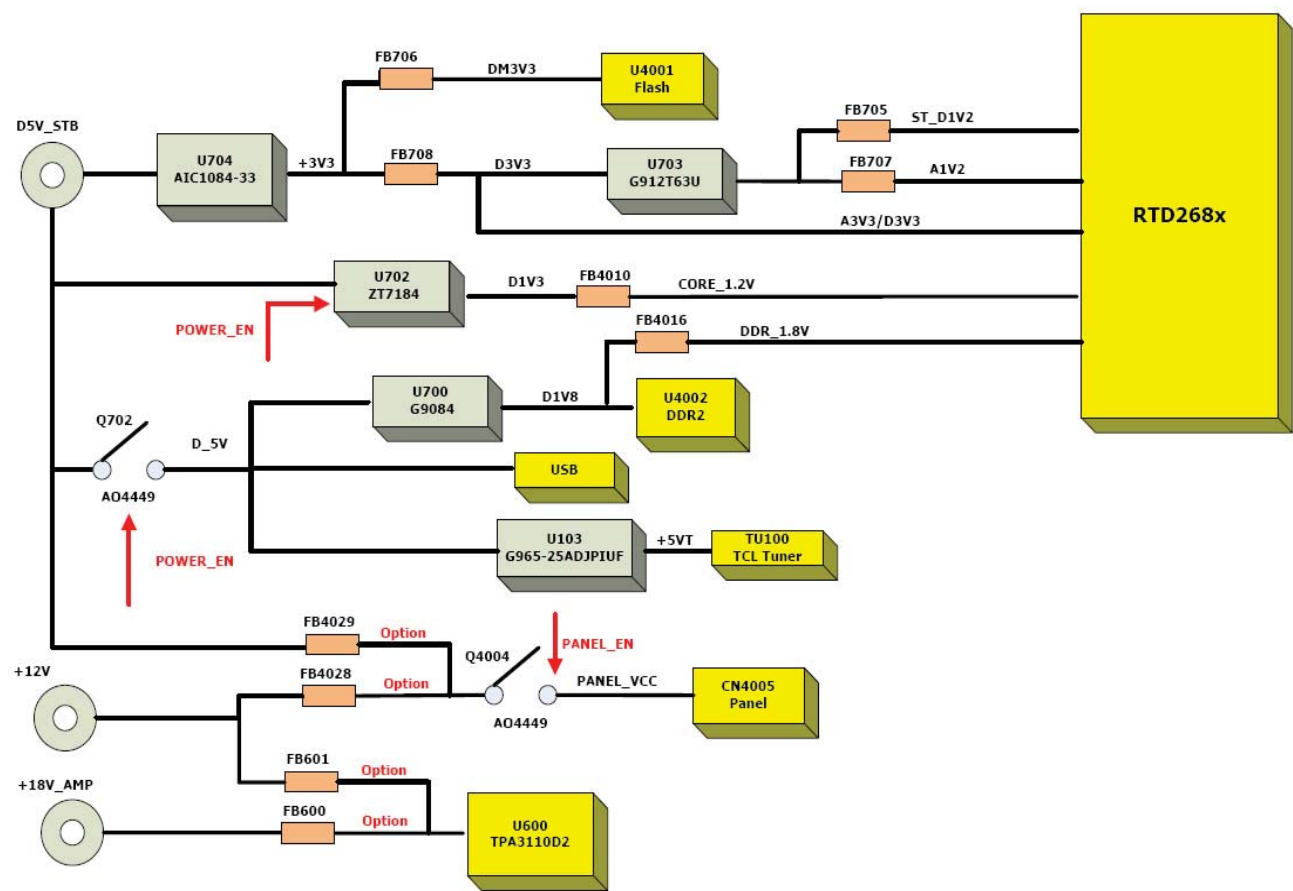 FB706
DM3V3
U4001
Flash
D5V_STB
U704
AIC1084-33
+3V3
FB708
D3V3
U703
G912T63U
FB705
ST_D1V2
FB707
A1V2
A3V3/D3V3
RTD268x
U702
ZT7184
D1V3
FB4010
CORE_1.2V
POWER_EN
FB4016
DDR_1.8V
U700
G9084
D1V8
U4002
DDR2
Q702
D_5V
AO4449
USB
POWER_EN
U103
G965-25ADJPIUF
+5VT
TU100
TCL Tuner
FB4029
Option
PANEL_EN
+12V
FB4028
Option
Q4004
AO4449
PANEL_VCC
CN4005
Panel
FB601
Option
+18V_AMP
FB600
Option
U600
TPA3110D2